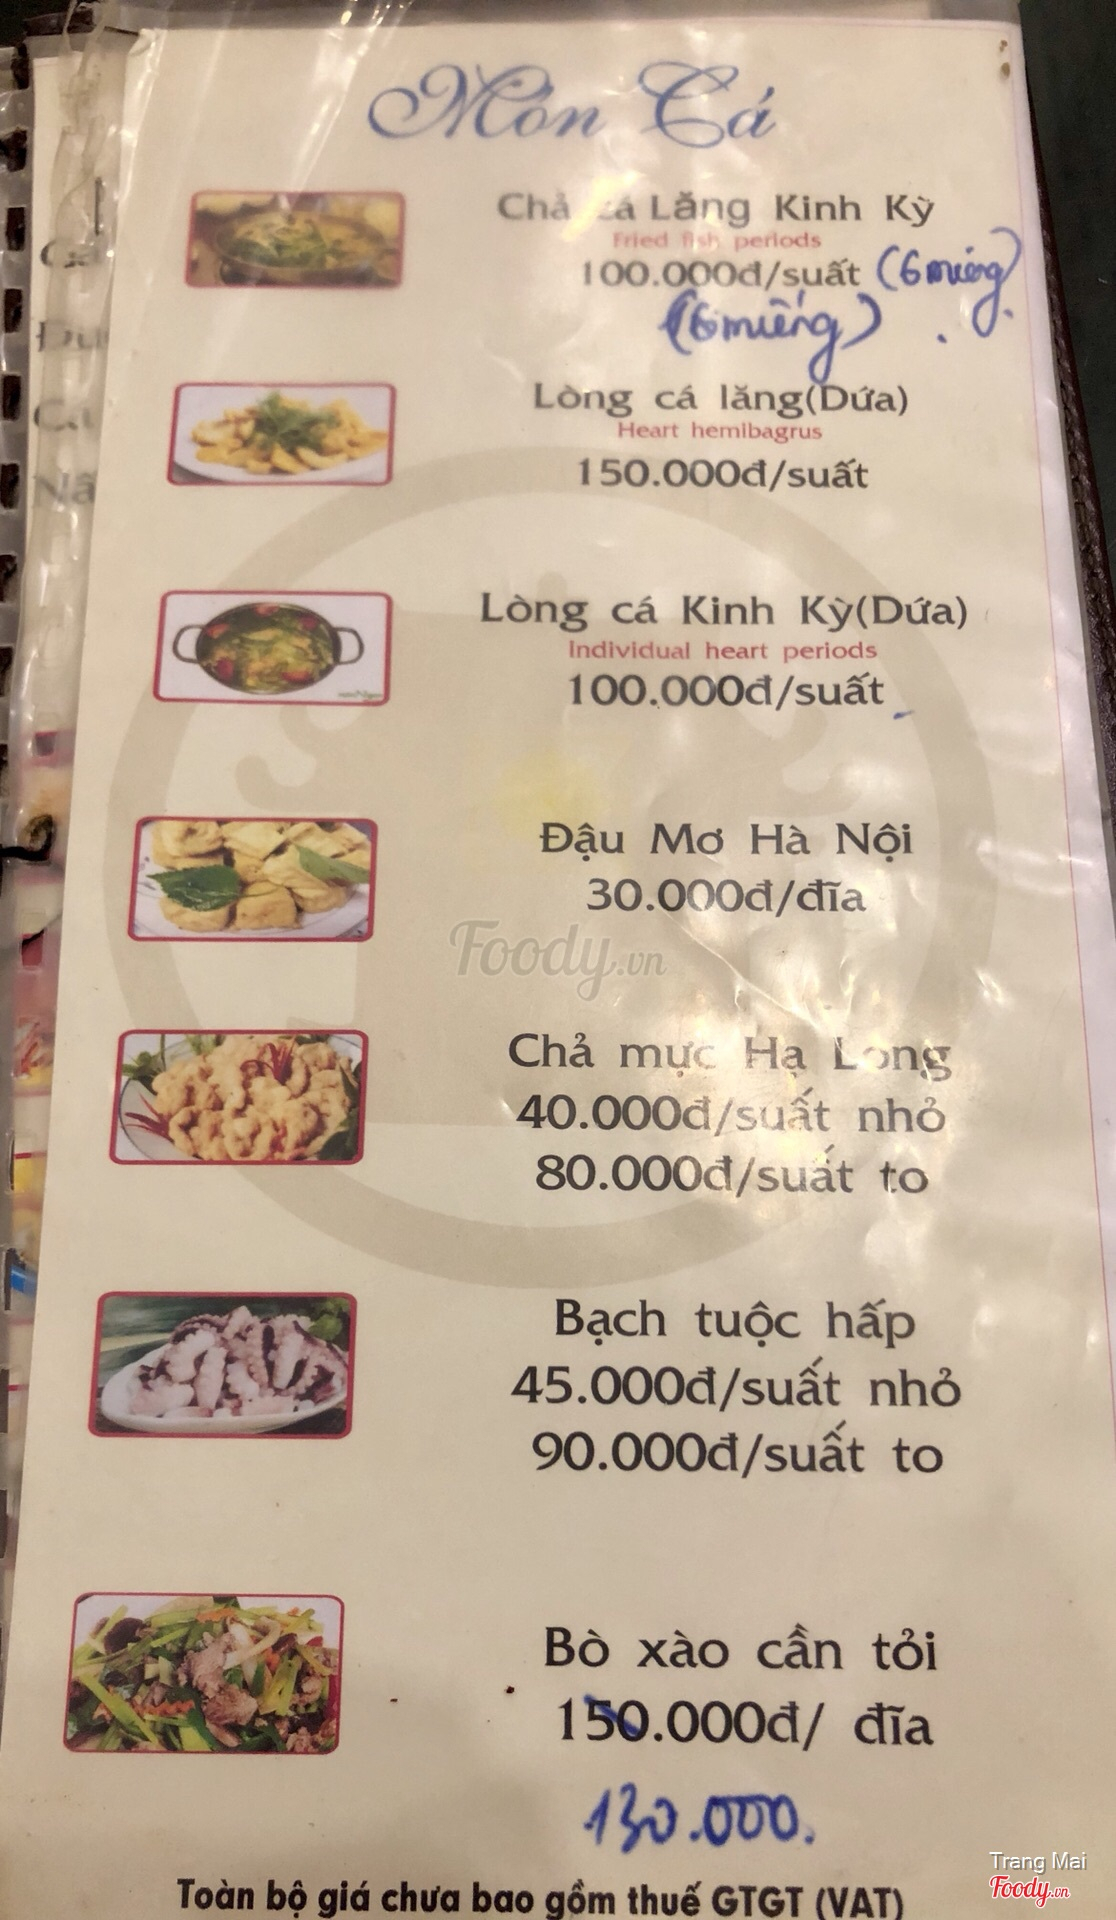 Món Cá
Chả cá Lăng Kinh Kỳ
Fried fish periods
100.000đ/suất (6 miếng)
(6 miếng)
Lòng cá lăng(Dứa)
Heart hemibagrus
150.000đ/suất
Lòng cá Kinh Kỳ(Dứa)
Individual heart periods
100.000đ/suất
Đậu Mơ Hà Nội
30.000đ/đĩa
Foody.vn
Chả mực Hạ Long
40.000đ/suất nhỏ
80.000đ/suất to
Bạch tuộc hấp
45.000đ/suất nhỏ
90.000đ/suất to
Bò xào cần tỏi
150.000đ/ đĩa
130.000.
Trang Mai
Foody.vn
Toàn bộ giá chưa bao gồm thuế GTGT (VAT)